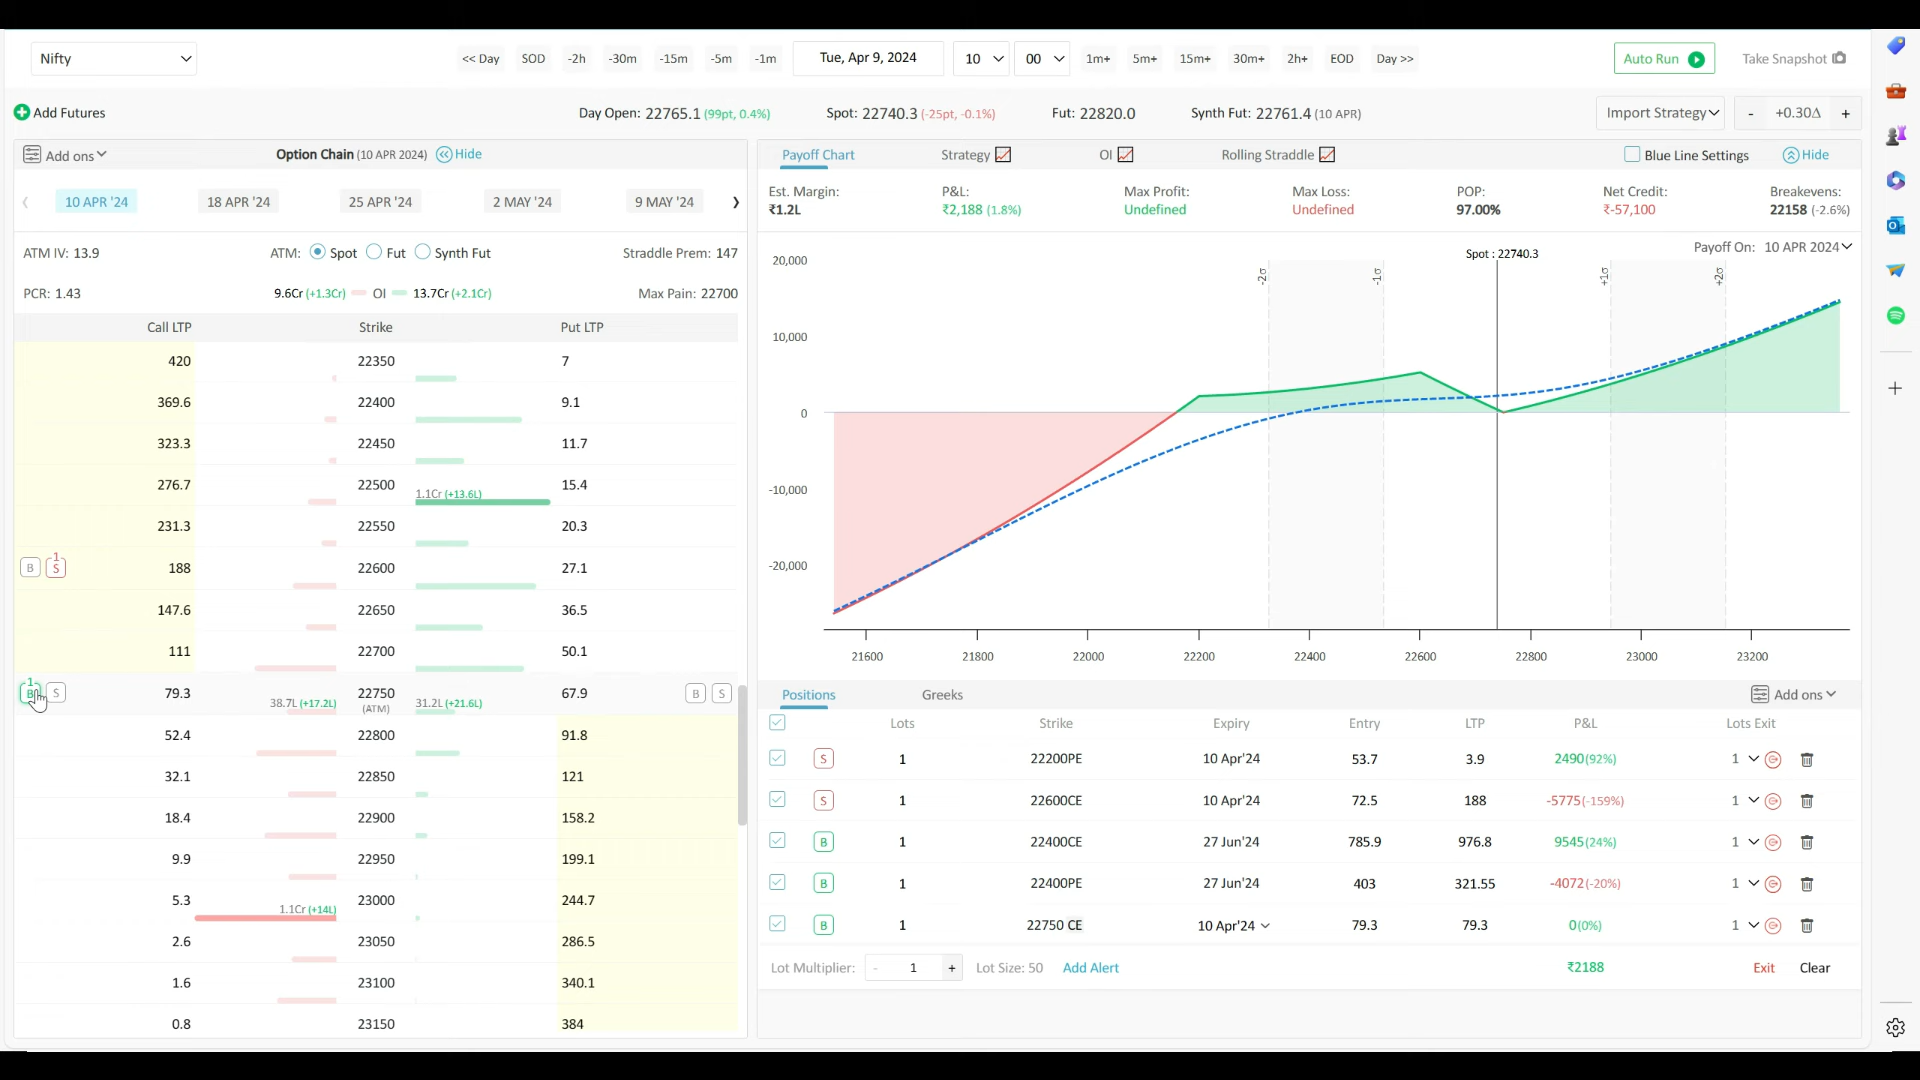 Nifty
<< Day SOD -2h -30m -15m -5m -1m Tue, Apr 9, 2024 10 00 1m+ 5m+ 15m+ 30m+ 2h+ EOD Day >> Auto Run Take Snapshot
Add Futures Day Open: 22765.1 (99pt, 0.4%) Spot: 22740.3 (-25pt, -0.1%) Fut: 22820.0 Synth Fut: 22761.4 (10 APR) Import Strategy - +0.30Δ +
Add ons Option Chain (10 APR 2024) Hide
10 APR '24 18 APR '24 25 APR '24 2 MAY '24 9 MAY '24
ATM IV: 13.9 ATM: Spot Fut Synth Fut Straddle Prem: 147
PCR: 1.43 9.6Cr (+1.3Cr) OI 13.7Cr (+2.1Cr) Max Pain: 22700
Call LTP Strike Put LTP
420 22350 7
369.6 22400 9.1
323.3 22450 11.7
276.7 22500 1.1Cr (+13.6L) 15.4
231.3 22550 20.3
B 1 S 188 22600 27.1
147.6 22650 36.5
111 22700 50.1
1 B S 79.3 38.7L (+17.2L) 22750 (ATM) 31.2L (+21.6L) 67.9 B S
52.4 22800 91.8
32.1 22850 121
18.4 22900 158.2
9.9 22950 199.1
5.3 1.1Cr (+14L) 23000 244.7
2.6 23050 286.5
1.6 23100 340.1
0.8 23150 384
Payoff Chart Strategy OI Rolling Straddle Blue Line Settings Hide
Est. Margin: P&L: Max Profit: Max Loss: POP: Net Credit: Breakevens:
₹1.2L ₹2,188 (1.8%) Undefined Undefined 97.00% ₹-57,100 22158 (-2.6%)
Spot : 22740.3 Payoff On: 10 APR 2024
-2σ -1σ +1σ +2σ
20,000
10,000
0
-10,000
-20,000
21600 21800 22000 22200 22400 22600 22800 23000 23200
Positions Greeks Add ons
Lots Strike Expiry Entry LTP P&L Lots Exit
S 1 22200PE 10 Apr'24 53.7 3.9 2490(92%) 1
S 1 22600CE 10 Apr'24 72.5 188 -5775(-159%) 1
B 1 22400CE 27 Jun'24 785.9 976.8 9545(24%) 1
B 1 22400PE 27 Jun'24 403 321.55 -4072(-20%) 1
B 1 22750 CE 10 Apr'24 79.3 79.3 0(0%) 1
Lot Multiplier: - 1 + Lot Size: 50 Add Alert ₹2188 Exit Clear